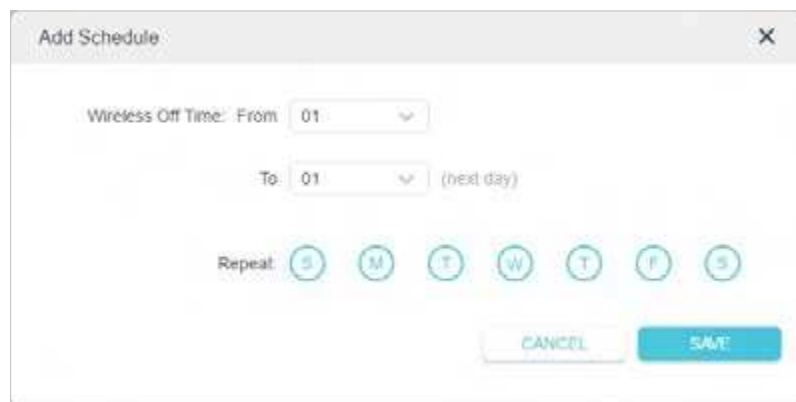 Add Schedule
Wireless Off Time: From 01
To 01 (next day)
Repeat S M T W T F S
CANCEL SAVE